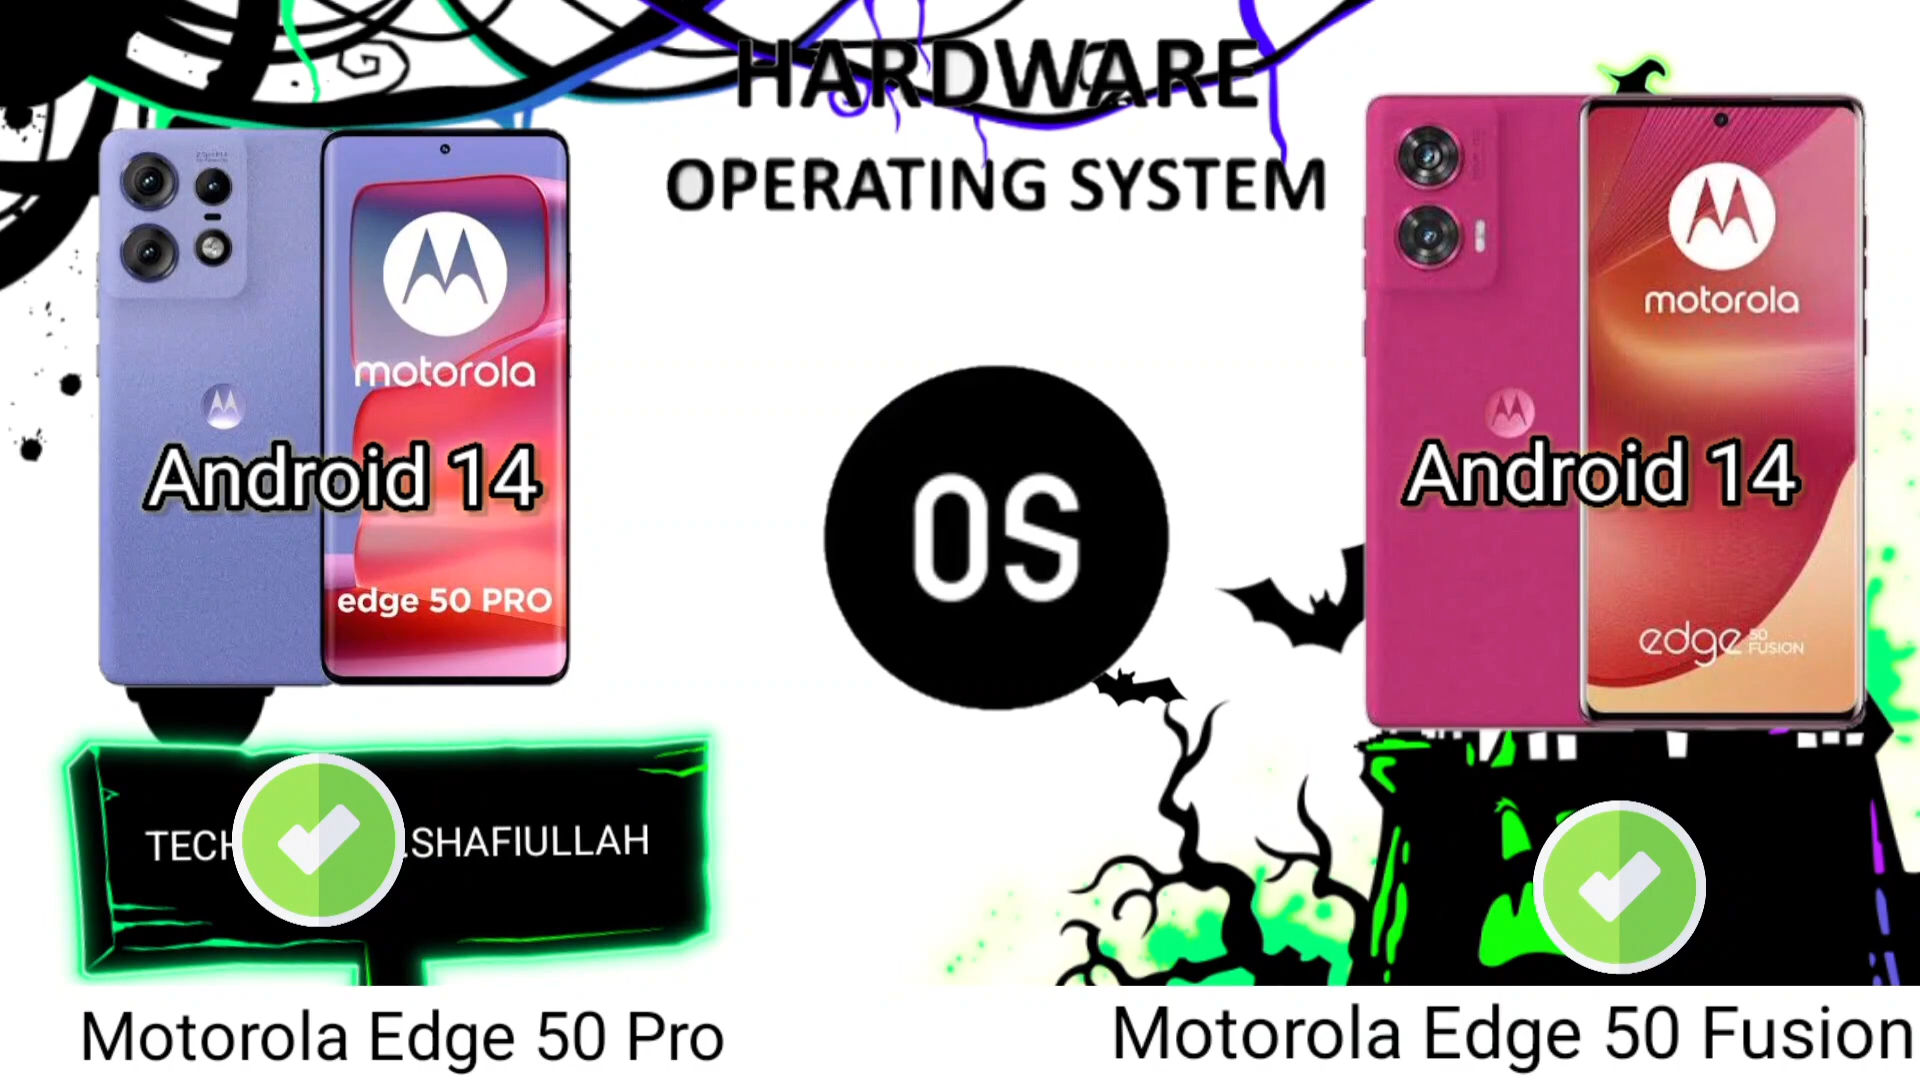 HARDWARE
OPERATING SYSTEM
motorola
Android 14
edge 50 PRO
OS
motorola
Android 14
edge 50 FUSION
TECH .SHAFIULLAH
Motorola Edge 50 Pro
Motorola Edge 50 Fusion